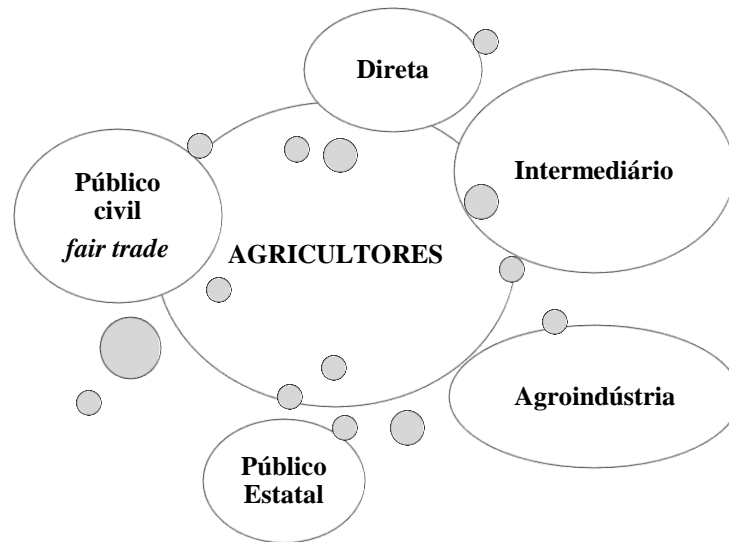 Direta
Intermediário
Público
civil
fair trade
AGRICULTORES
Agroindústria
Público
Estatal